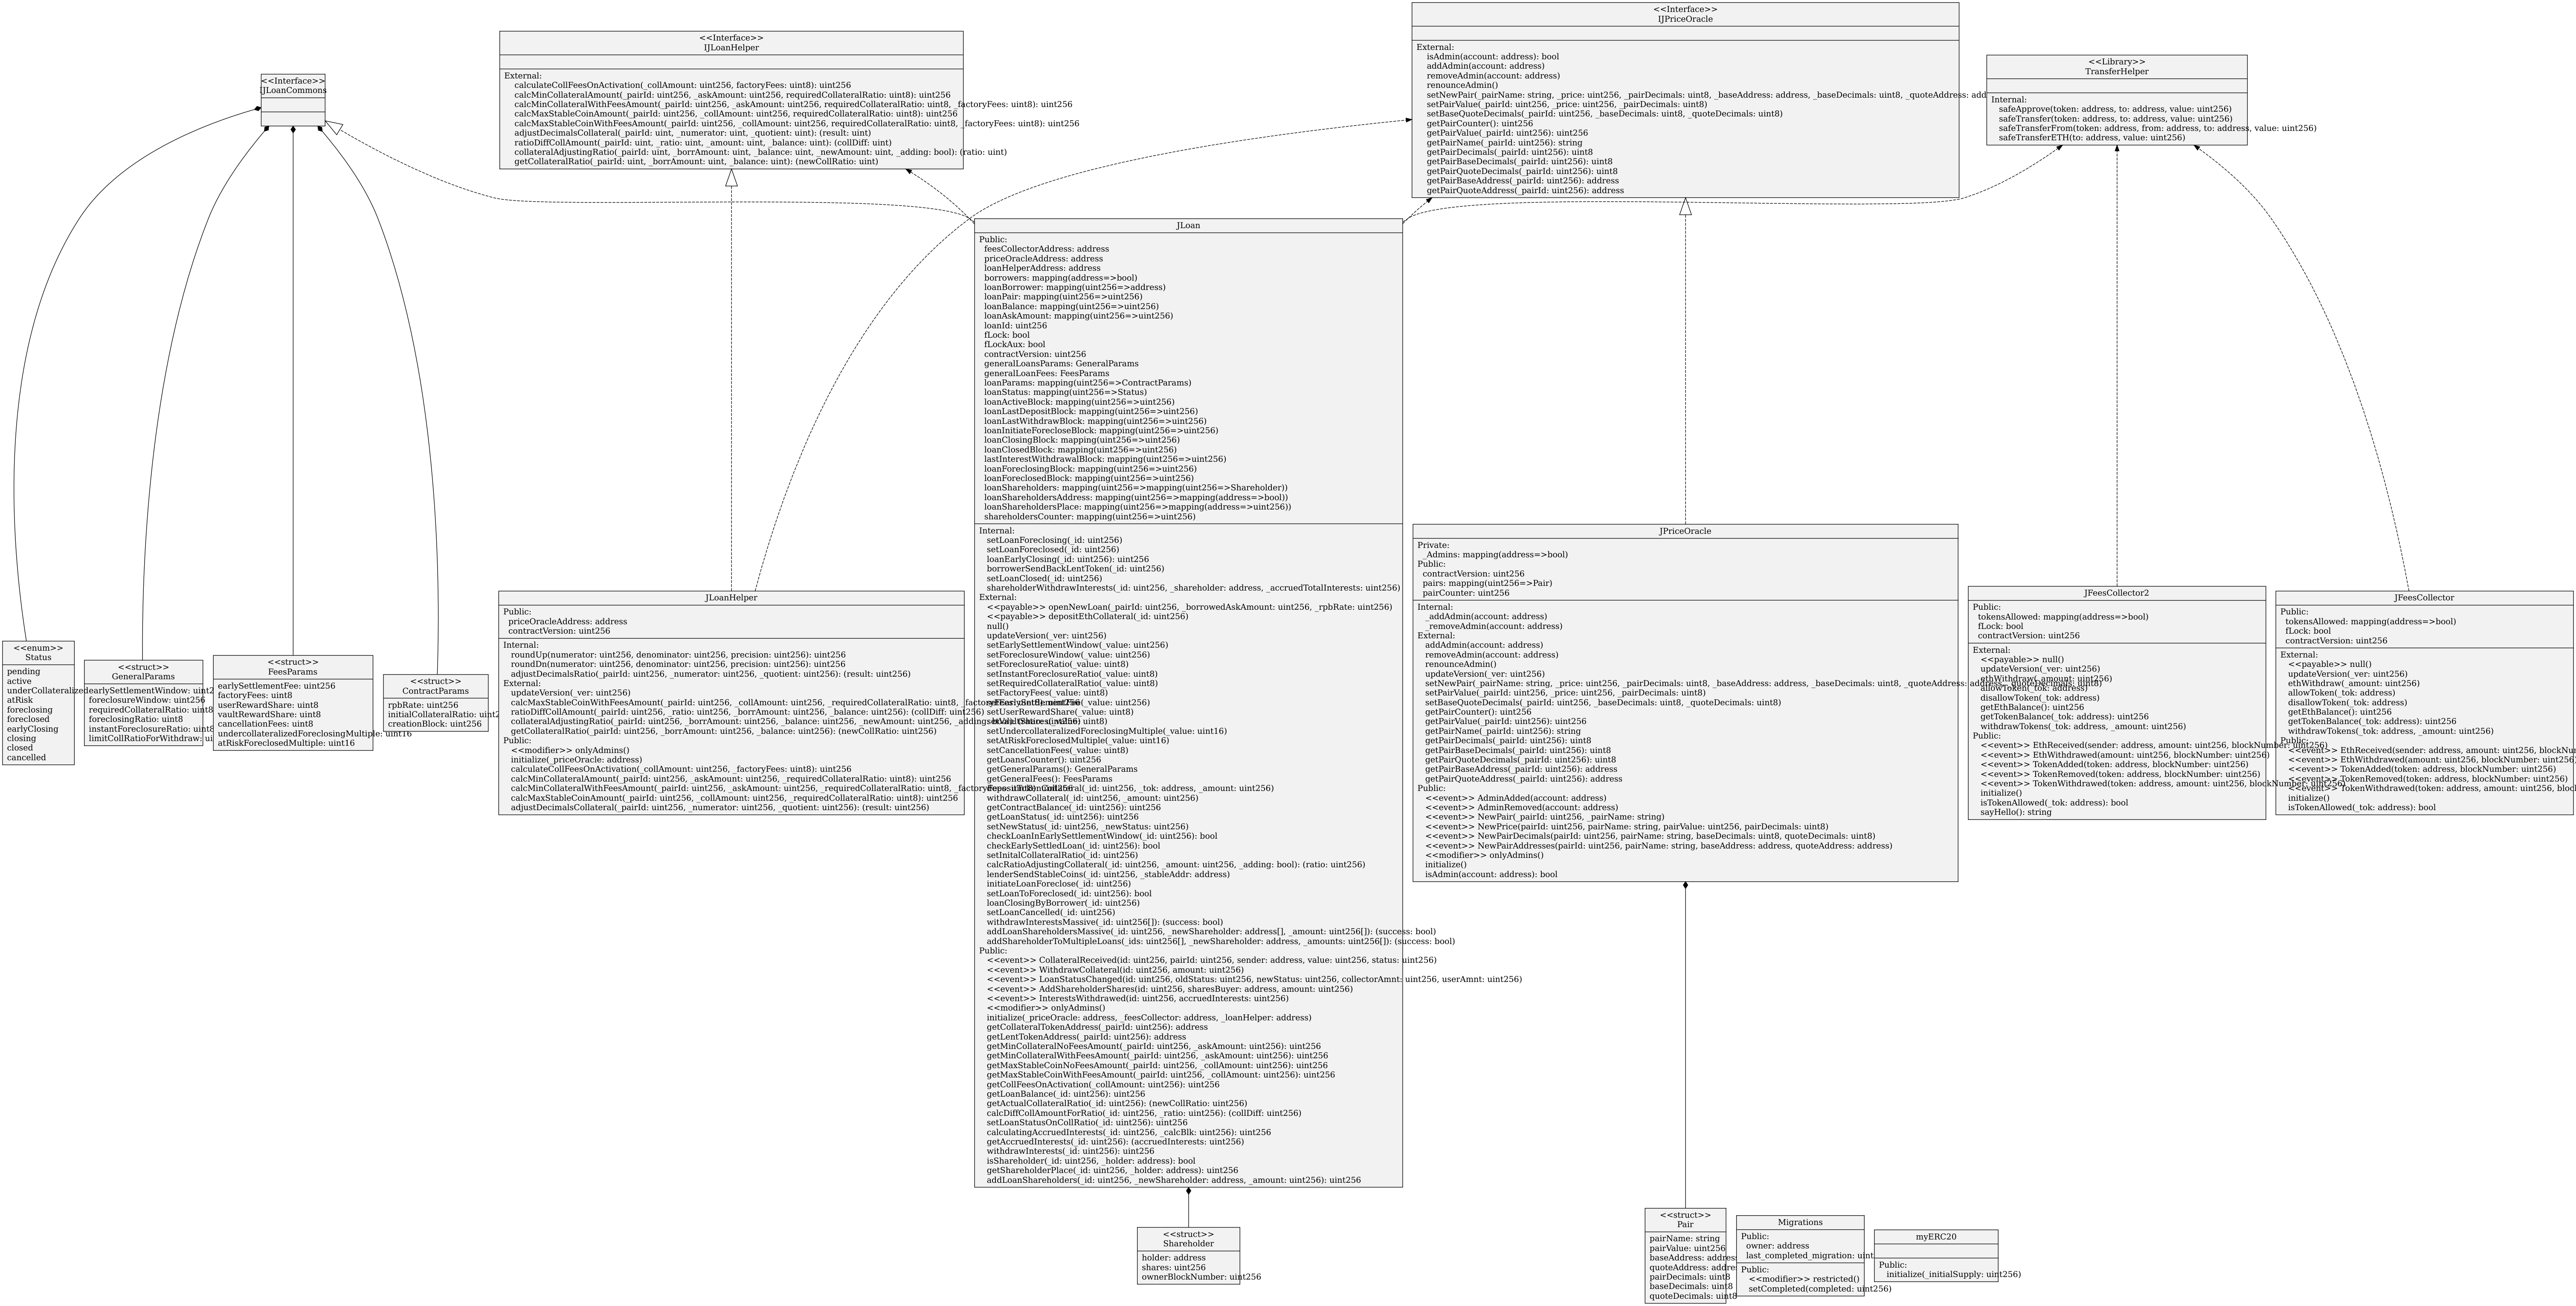 <<Interface>>
IJLoanCommons
<<Interface>>
IJLoanHelper
External:
calculateCollFeesOnActivation(_collAmount: uint256, factoryFees: uint8): uint256
calcMinCollateralAmount(_pairId: uint256, _askAmount: uint256, requiredCollateralRatio: uint8): uint256
calcMinCollateralWithFeesAmount(_pairId: uint256, _askAmount: uint256, requiredCollateralRatio: uint8, _factoryFees: uint8): uint256
calcMaxStableCoinAmount(_pairId: uint256, _collAmount: uint256, requiredCollateralRatio: uint8): uint256
calcMaxStableCoinWithFeesAmount(_pairId: uint256, _collAmount: uint256, requiredCollateralRatio: uint8, _factoryFees: uint8): uint256
adjustDecimalsCollateral(_pairId: uint, _numerator: uint, _quotient: uint): (result: uint)
ratioDiffCollAmount(_pairId: uint, _ratio: uint, _amount: uint, _balance: uint): (collDiff: uint)
collateralAdjustingRatio(_pairId: uint, _borrAmount: uint, _balance: uint, _newAmount: uint, _adding: bool): (ratio: uint)
getCollateralRatio(_pairId: uint, _borrAmount: uint, _balance: uint): (newCollRatio: uint)
<<Interface>>
IJPriceOracle
External:
isAdmin(account: address): bool
addAdmin(account: address)
removeAdmin(account: address)
renounceAdmin()
setNewPair(_pairName: string, _price: uint256, _pairDecimals: uint8, _baseAddress: address, _baseDecimals: uint8, _quoteAddress: add
setPairValue(_pairId: uint256, _price: uint256, _pairDecimals: uint8)
setBaseQuoteDecimals(_pairId: uint256, _baseDecimals: uint8, _quoteDecimals: uint8)
getPairCounter(): uint256
getPairValue(_pairId: uint256): uint256
getPairName(_pairId: uint256): string
getPairDecimals(_pairId: uint256): uint8
getPairBaseDecimals(_pairId: uint256): uint8
getPairQuoteDecimals(_pairId: uint256): uint8
getPairBaseAddress(_pairId: uint256): address
getPairQuoteAddress(_pairId: uint256): address
<<Library>>
TransferHelper
Internal:
safeApprove(token: address, to: address, value: uint256)
safeTransfer(token: address, to: address, value: uint256)
safeTransferFrom(token: address, from: address, to: address, value: uint256)
safeTransferETH(to: address, value: uint256)
JLoan
Public:
feesCollectorAddress: address
priceOracleAddress: address
loanHelperAddress: address
borrowers: mapping(address=>bool)
loanBorrower: mapping(uint256=>address)
loanPair: mapping(uint256=>uint256)
loanBalance: mapping(uint256=>uint256)
loanAskAmount: mapping(uint256=>uint256)
loanId: uint256
fLock: bool
fLockAux: bool
contractVersion: uint256
generalLoansParams: GeneralParams
generalLoanFees: FeesParams
loanParams: mapping(uint256=>ContractParams)
loanStatus: mapping(uint256=>Status)
loanActiveBlock: mapping(uint256=>uint256)
loanLastDepositBlock: mapping(uint256=>uint256)
loanLastWithdrawBlock: mapping(uint256=>uint256)
loanInitiateForecloseBlock: mapping(uint256=>uint256)
loanClosingBlock: mapping(uint256=>uint256)
loanClosedBlock: mapping(uint256=>uint256)
lastInterestWithdrawalBlock: mapping(uint256=>uint256)
loanForeclosingBlock: mapping(uint256=>uint256)
loanForeclosedBlock: mapping(uint256=>uint256)
loanShareholders: mapping(uint256=>mapping(uint256=>Shareholder))
loanShareholdersAddress: mapping(uint256=>mapping(address=>bool))
loanShareholdersPlace: mapping(uint256=>mapping(address=>uint256))
shareholdersCounter: mapping(uint256=>uint256)
Internal:
setLoanForeclosing(_id: uint256)
setLoanForeclosed(_id: uint256)
loanEarlyClosing(_id: uint256): uint256
borrowerSendBackLentToken(_id: uint256)
setLoanClosed(_id: uint256)
shareholderWithdrawInterests(_id: uint256, _shareholder: address, _accruedTotalInterests: uint256)
External:
<<payable>> openNewLoan(_pairId: uint256, _borrowedAskAmount: uint256, _rpbRate: uint256)
<<payable>> depositEthCollateral(_id: uint256)
null()
updateVersion(_ver: uint256)
setEarlySettlementWindow(_value: uint256)
setForeclosureWindow(_value: uint256)
setForeclosureRatio(_value: uint8)
setInstantForeclosureRatio(_value: uint8)
setRequiredCollateralRatio(_value: uint8)
setFactoryFees(_value: uint8)
(_value: uint256)
setUserRewardShare(_value: uint8)
uint8)
setUndercollateralizedForeclosingMultiple(_value: uint16)
setAtRiskForeclosedMultiple(_value: uint16)
setCancellationFees(_value: uint8)
getLoansCounter(): uint256
getGeneralParams(): GeneralParams
getGeneralFees(): FeesParams
(_id: uint256, _tok: address, _amount: uint256)
withdrawCollateral(_id: uint256, _amount: uint256)
getContractBalance(_id: uint256): uint256
getLoanStatus(_id: uint256): uint256
setNewStatus(_id: uint256, _newStatus: uint256)
checkLoanInEarlySettlementWindow(_id: uint256): bool
checkEarlySettledLoan(_id: uint256): bool
setInitalCollateralRatio(_id: uint256)
calcRatioAdjustingCollateral(_id: uint256, _amount: uint256, _adding: bool): (ratio: uint256)
lenderSendStableCoins(_id: uint256, _stableAddr: address)
initiateLoanForeclose(_id: uint256)
setLoanToForeclosed(_id: uint256): bool
loanClosingByBorrower(_id: uint256)
setLoanCancelled(_id: uint256)
withdrawInterestsMassive(_id: uint256[]): (success: bool)
addLoanShareholdersMassive(_id: uint256, _newShareholder: address[], _amount: uint256[]): (success: bool)
addShareholderToMultipleLoans(_ids: uint256[], _newShareholder: address, _amounts: uint256[]): (success: bool)
Public:
<<event>> CollateralReceived(id: uint256, pairId: uint256, sender: address, value: uint256, status: uint256)
<<event>> WithdrawCollateral(id: uint256, amount: uint256)
<<event>> LoanStatusChanged(id: uint256, oldStatus: uint256, newStatus: uint256, collectorAmnt: uint256, userAmnt: uint256)
<<event>> AddShareholderShares(id: uint256, sharesBuyer: address, amount: uint256)
<<event>> InterestsWithdrawed(id: uint256, accruedInterests: uint256)
<<modifier>> onlyAdmins()
initialize(_priceOracle: address, _feesCollector: address, _loanHelper: address)
getCollateralTokenAddress(_pairId: uint256): address
getLentTokenAddress(_pairId: uint256): address
getMinCollateralNoFeesAmount(_pairId: uint256, _askAmount: uint256): uint256
getMinCollateralWithFeesAmount(_pairId: uint256, _askAmount: uint256): uint256
getMaxStableCoinNoFeesAmount(_pairId: uint256, _collAmount: uint256): uint256
getMaxStableCoinWithFeesAmount(_pairId: uint256, _collAmount: uint256): uint256
getCollFeesOnActivation(_collAmount: uint256): uint256
getLoanBalance(_id: uint256): uint256
getActualCollateralRatio(_id: uint256): (newCollRatio: uint256)
calcDiffCollAmountForRatio(_id: uint256, _ratio: uint256): (collDiff: uint256)
setLoanStatusOnCollRatio(_id: uint256): uint256
calculatingAccruedInterests(_id: uint256, _calcBlk: uint256): uint256
getAccruedInterests(_id: uint256): (accruedInterests: uint256)
withdrawInterests(_id: uint256): uint256
isShareholder(_id: uint256, _holder: address): bool
getShareholderPlace(_id: uint256, _holder: address): uint256
addLoanShareholders(_id: uint256, _newShareholder: address, _amount: uint256): uint256
JPriceOracle
Private:
_Admins: mapping(address=>bool)
Public:
contractVersion: uint256
pairs: mapping(uint256=>Pair)
pairCounter: uint256
Internal:
_addAdmin(account: address)
_removeAdmin(account: address)
External:
addAdmin(account: address)
removeAdmin(account: address)
renounceAdmin()
updateVersion(_ver: uint256)
setNewPair(_pairName: string, _price: uint256, _pairDecimals: uint8, _baseAddress: address, _baseDecimals: uint8, _quoteAddress: address, _quoteDecimals: uint8)
setPairValue(_pairId: uint256, _price: uint256, _pairDecimals: uint8)
setBaseQuoteDecimals(_pairId: uint256, _baseDecimals: uint8, _quoteDecimals: uint8)
getPairCounter(): uint256
getPairValue(_pairId: uint256): uint256
getPairName(_pairId: uint256): string
getPairDecimals(_pairId: uint256): uint8
getPairBaseDecimals(_pairId: uint256): uint8
getPairQuoteDecimals(_pairId: uint256): uint8
getPairBaseAddress(_pairId: uint256): address
getPairQuoteAddress(_pairId: uint256): address
Public:
<<event>> AdminAdded(account: address)
<<event>> AdminRemoved(account: address)
<<event>> NewPair(_pairId: uint256, _pairName: string)
<<event>> NewPrice(pairId: uint256, pairName: string, pairValue: uint256, pairDecimals: uint8)
<<event>> NewPairDecimals(pairId: uint256, pairName: string, baseDecimals: uint8, quoteDecimals: uint8)
<<event>> NewPairAddresses(pairId: uint256, pairName: string, baseAddress: address, quoteAddress: address)
<<modifier>> onlyAdmins()
initialize()
isAdmin(account: address): bool
JLoanHelper
Public:
priceOracleAddress: address
contractVersion: uint256
Internal:
roundUp(numerator: uint256, denominator: uint256, precision: uint256): uint256
roundDn(numerator: uint256, denominator: uint256, precision: uint256): uint256
adjustDecimalsRatio(_pairId: uint256, _numerator: uint256, _quotient: uint256): (result: uint256)
External:
updateVersion(_ver: uint256)
calcMaxStableCoinWithFeesAmount(_pairId: uint256, _collAmount: uint256, _requiredCollateralRatio: uint8,
ratioDiffCollAmount(_pairId: uint256, _ratio: uint256, _borrAmount: uint256, _balance: uint256): (collDiff: uint256)
collateralAdjustingRatio(_pairId: uint256, _borrAmount: uint256, _balance: uint256, _newAmount: uint256,
getCollateralRatio(_pairId: uint256, _borrAmount: uint256, _balance: uint256): (newCollRatio: uint256)
Public:
<<modifier>> onlyAdmins()
initialize(_priceOracle: address)
calculateCollFeesOnActivation(_collAmount: uint256, _factoryFees: uint8): uint256
calcMinCollateralAmount(_pairId: uint256, _askAmount: uint256, _requiredCollateralRatio: uint8): uint256
calcMinCollateralWithFeesAmount(_pairId: uint256, _askAmount: uint256, _requiredCollateralRatio: uint8,
calcMaxStableCoinAmount(_pairId: uint256, _collAmount: uint256, _requiredCollateralRatio: uint8): uint256
adjustDecimalsCollateral(_pairId: uint256, _numerator: uint256, _quotient: uint256): (result: uint256)
JFeesCollector2
Public:
tokensAllowed: mapping(address=>bool)
fLock: bool
contractVersion: uint256
External:
<<payable>> null()
updateVersion(_ver: uint256)
ethWithdraw(_amount: uint256)
allowToken(_tok: address)
disallowToken(_tok: address)
getEthBalance(): uint256
getTokenBalance(_tok: address): uint256
withdrawTokens(_tok: address, _amount: uint256)
Public:
<<event>> EthReceived(sender: address, amount: uint256, blockNumber: uint256)
<<event>> EthWithdrawed(amount: uint256, blockNumber: uint256)
<<event>> TokenAdded(token: address, blockNumber: uint256)
<<event>> TokenRemoved(token: address, blockNumber: uint256)
<<event>> TokenWithdrawed(token: address, amount: uint256, blockNumber: uint256)
initialize()
isTokenAllowed(_tok: address): bool
sayHello(): string
JFeesCollector
Public:
tokensAllowed: mapping(address=>bool)
fLock: bool
contractVersion: uint256
External:
<<payable>> null()
updateVersion(_ver: uint256)
ethWithdraw(_amount: uint256)
allowToken(_tok: address)
disallowToken(_tok: address)
getEthBalance(): uint256
getTokenBalance(_tok: address): uint256
withdrawTokens(_tok: address, _amount: uint256)
Public:
<<event>> EthReceived(sender: address, amount: uint256, blockNu
<<event>> EthWithdrawed(amount: uint256, blockNumber: uint256)
<<event>> TokenAdded(token: address, blockNumber: uint256)
<<event>> TokenRemoved(token: address, blockNumber: uint256)
<<event>> TokenWithdrawed(token: address, amount: uint256, bloc
initialize()
isTokenAllowed(_tok: address): bool
<<enum>>
Status
pending
active
underCollateralized
atRisk
foreclosing
foreclosed
earlyClosing
closing
closed
cancelled
<<struct>>
GeneralParams
earlySettlementWindow: uint2
foreclosureWindow: uint256
requiredCollateralRatio: uint8
foreclosingRatio: uint8
instantForeclosureRatio: uint8
limitCollRatioForWithdraw: ui
<<struct>>
FeesParams
earlySettlementFee: uint256
factoryFees: uint8
userRewardShare: uint8
vaultRewardShare: uint8
cancellationFees: uint8
undercollateralizedForeclosingMultiple: uint16
atRiskForeclosedMultiple: uint16
<<struct>>
ContractParams
rpbRate: uint256
initialCollateralRatio: uint2
creationBlock: uint256
<<struct>>
Shareholder
holder: address
shares: uint256
ownerBlockNumber: uint256
<<struct>>
Pair
pairName: string
pairValue: uint256
baseAddress: address
quoteAddress: addres
pairDecimals: uint8
baseDecimals: uint8
quoteDecimals: uint8
Migrations
Public:
owner: address
last_completed_migration: uint
Public:
<<modifier>> restricted()
setCompleted(completed: uint256)
myERC20
Public:
initialize(_initialSupply: uint256)